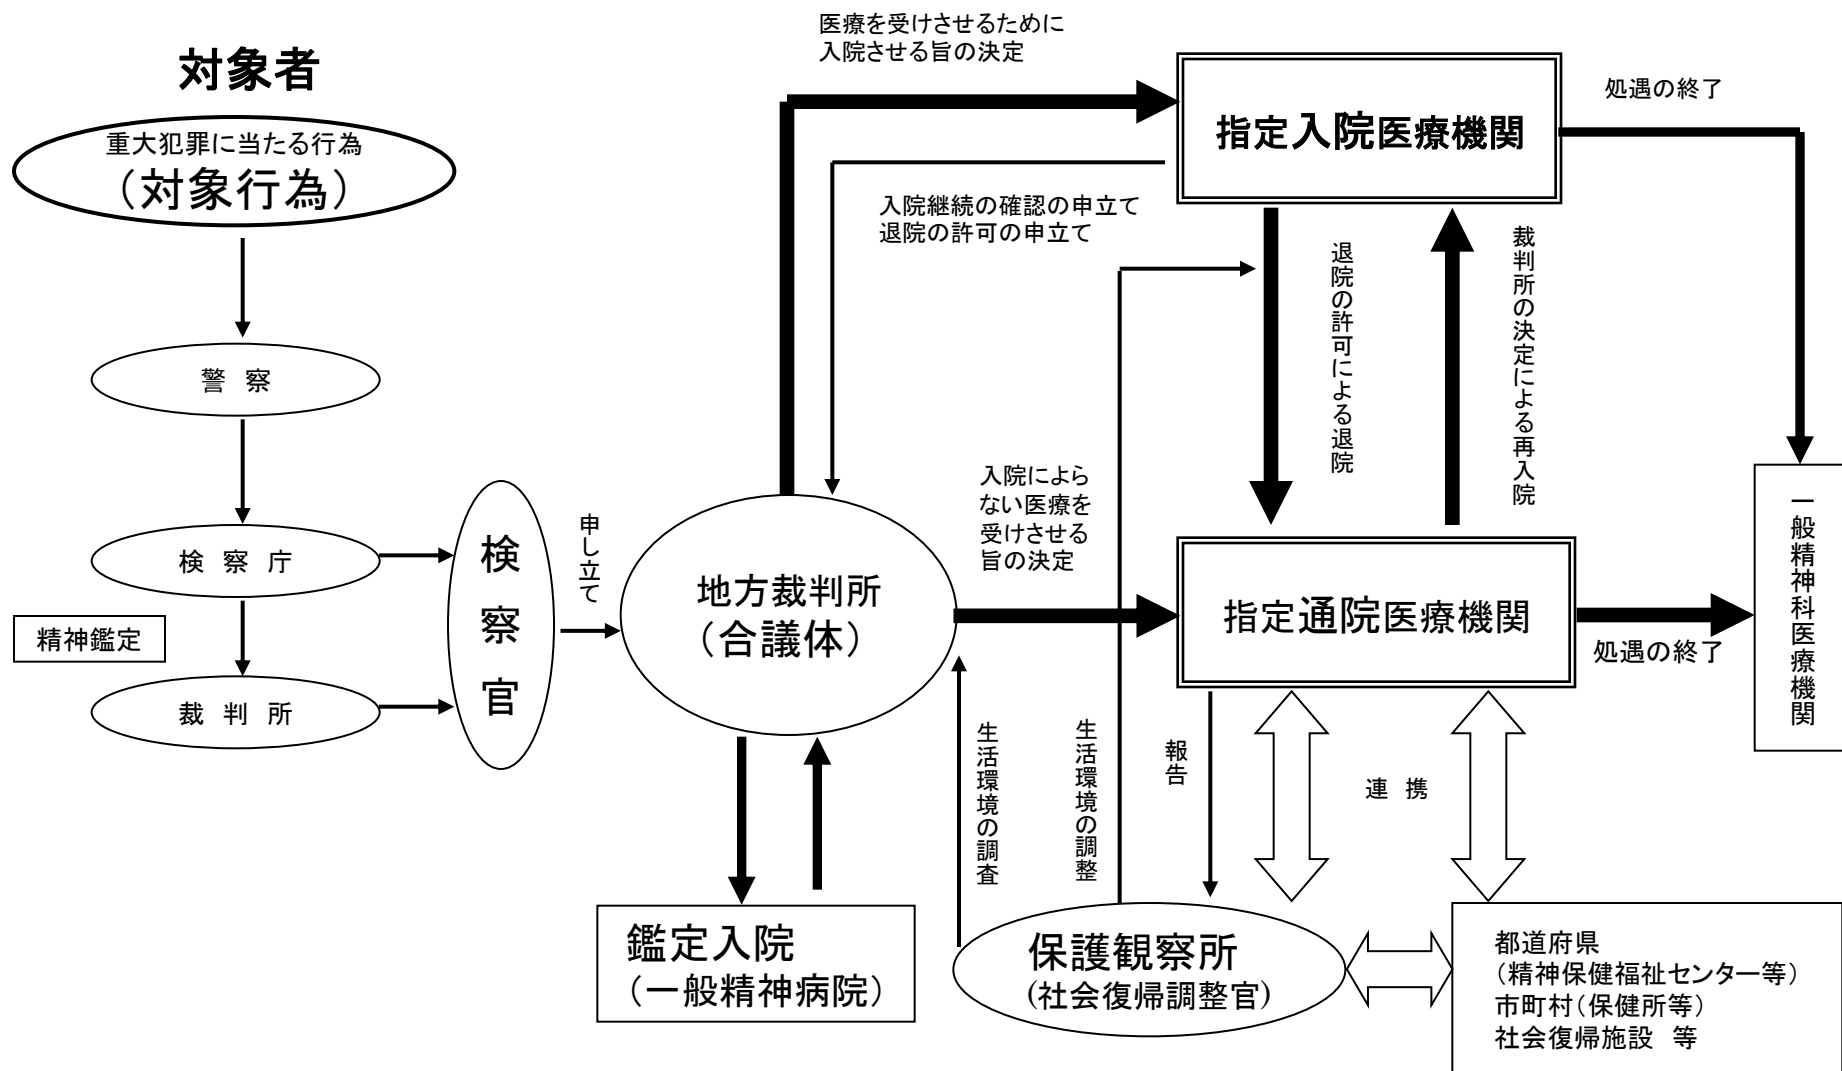 対象者
重大犯罪に当たる行為
（対象行為）
警 察
検 察 庁
精神鑑定
裁 判 所
検察官
申し立て
地方裁判所
（合議体）
鑑定入院
（一般精神病院）
医療を受けさせるために
入院させる旨の決定
指定入院医療機関
処遇の終了
入院継続の確認の申立て
退院の許可の申立て
退院の許可による退院
裁判所の決定による再入院
入院によら
ない医療を
受けさせる
旨の決定
指定通院医療機関
処遇の終了
一般精神科医療機関
生活環境の調査
生活環境の調整
報告
連 携
保護観察所
(社会復帰調整官)
都道府県
(精神保健福祉センター等)
市町村(保健所等)
社会復帰施設 等